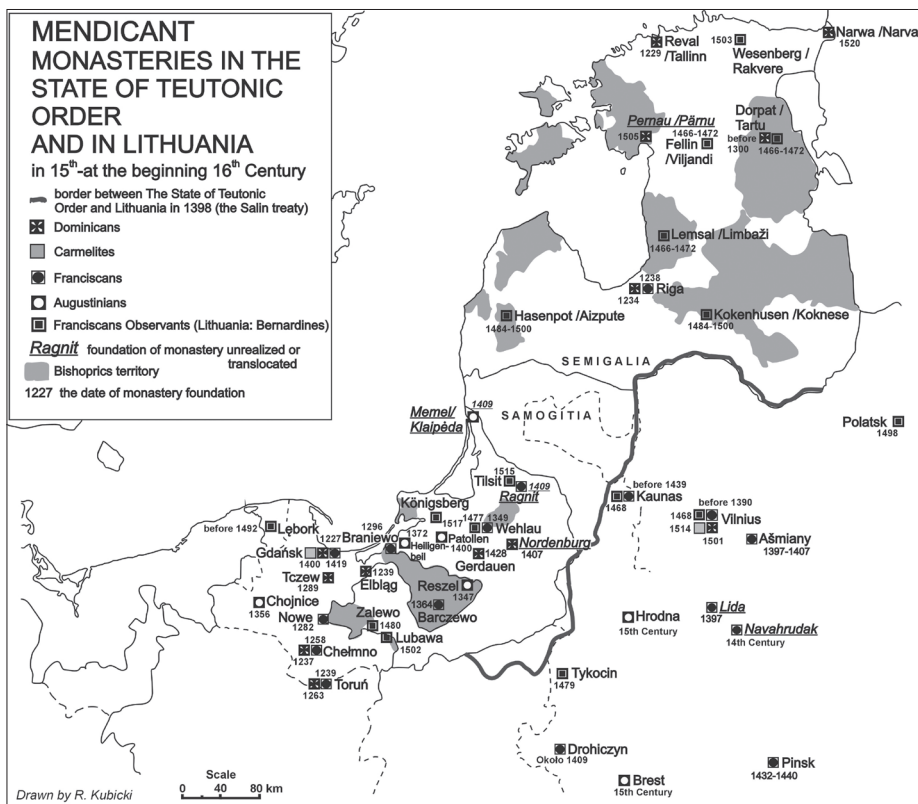 MENDICANT
MONASTERIES IN THE
STATE OF TEUTONIC
ORDER
AND IN LITHUANIA
in 15th-at the beginning 16th Century
border between The State of Teutonic
Order and Lithuania in 1398 (the Salin treaty)
Dominicans
Carmelites
Franciscans
Augustinians
Franciscans Observants (Lithuania: Bernardines)
Ragnit foundation of monastery unrealized or
translocated
Bishoprics territory
1227 the date of monastery foundation
Reval
/Tallinn
1229
1503
Wesenberg /
Rakvere
Narwa /Narva
1520
Pernau /Pärnu
1505
1466-1472
Fellin
/Viljandi
Dorpat /
Tartu
before
1300
1466-1472
Lemsal /Limbaži
1466-1472
1238
Riga
1234
Hasenpot /Aizpute
1484-1500
Kokenhusen /Koknese
1484-1500
SEMIGALIA
SAMOGITIA
Memel/
Klaipėda
1409
Polatsk
1498
1515
Tilsit
1409
Ragnit
before 1439
Kaunas
1468
before 1390
1468
Vilnius
1514
1501
Ašmiany
1397-1407
Königsberg
1517
1477
1349
Wehlau
Patollen
1400
Nordenburg
1407
1428
Gerdauen
1296
Braniewo
1372
Heiligen-
beil
before 1492
Lębork
1227
Gdańsk
1400
1419
Tczew
1289
1239
Elbląg
Reszel
1347
1364
Barczewo
Chojnice
1356
Nowe
1282
Zalewo
1480
Lubawa
1502
1258
Chełmno
1237
1239
Toruń
1263
Hrodna
15th Century
Lida
1397
Navahrudak
14th Century
Tykocin
1479
Drohiczyn
Około 1409
Brest
15th Century
Pinsk
1432-1440
Drawn by R. Kubicki
Scale
0 40 80 km